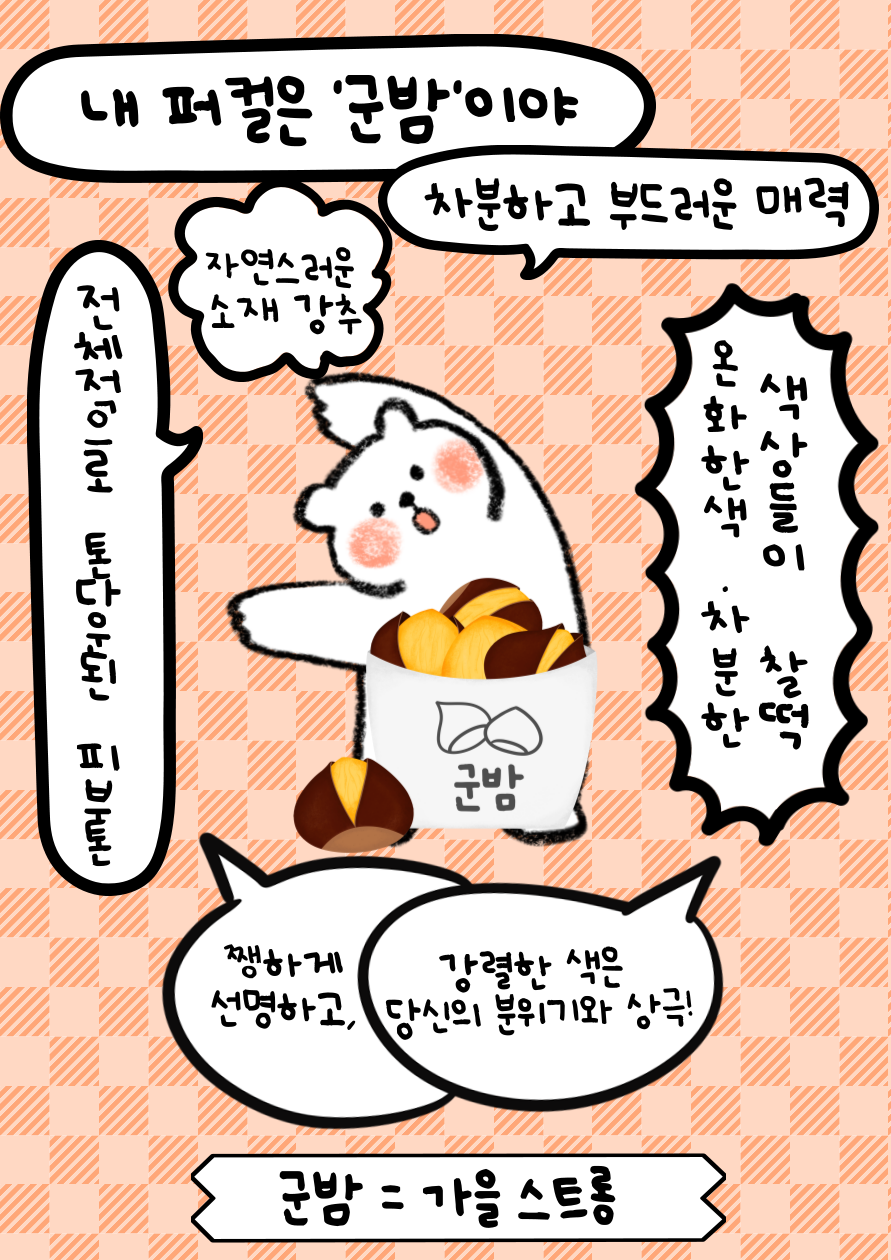 내 퍼컬은 '군밤'이야
차분하고 부드러운 매력
자연스러운
소재 강추
전체적으로 톤다운된 피부톤
온화한색·차분한
색상들이 찰떡
군밤
쨍하게
선명하고,
강렬한 색은
당신의 분위기와 상극!
군밤 = 가을 스트롱